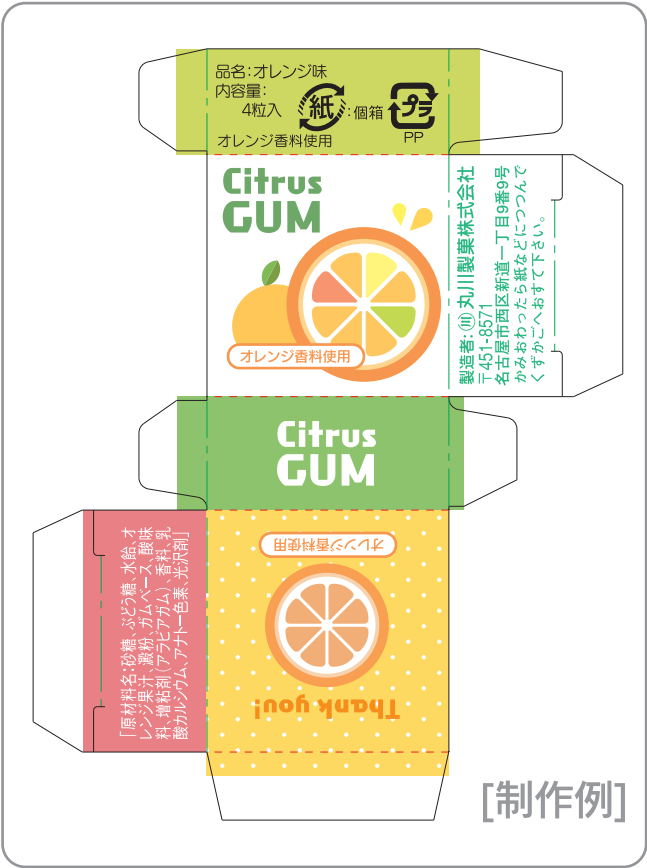 品名：オレンジ味
内容量：
4粒入
紙
：個箱
プラ
PP
オレンジ香料使用
Citrus
GUM
オレンジ香料使用
製造者：㊋丸川製菓株式会社
〒451-8571
名古屋市西区新道一丁目9番9号
かみおわったら紙などにつつんで
くずかごへおすて下さい。
Citrus
GUM
オレンジ香料使用
Thank you!
「原材料名：砂糖、ぶどう糖、水飴、オ
レンジ果汁、澱粉、ガムベース、酸味
料、増粘剤（アラビアガム）、香料、乳
酸カルシウム、アナトー色素、光沢剤」
[制作例]